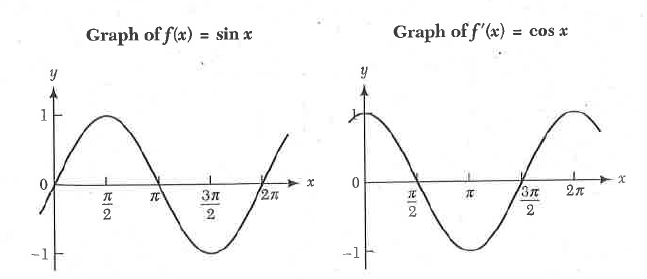 Graph of f(x) = sin x
y
1
0
π/2
π
3π/2
2π
x
-1
Graph of f'(x) = cos x
y
1
0
π/2
π
3π/2
2π
x
-1